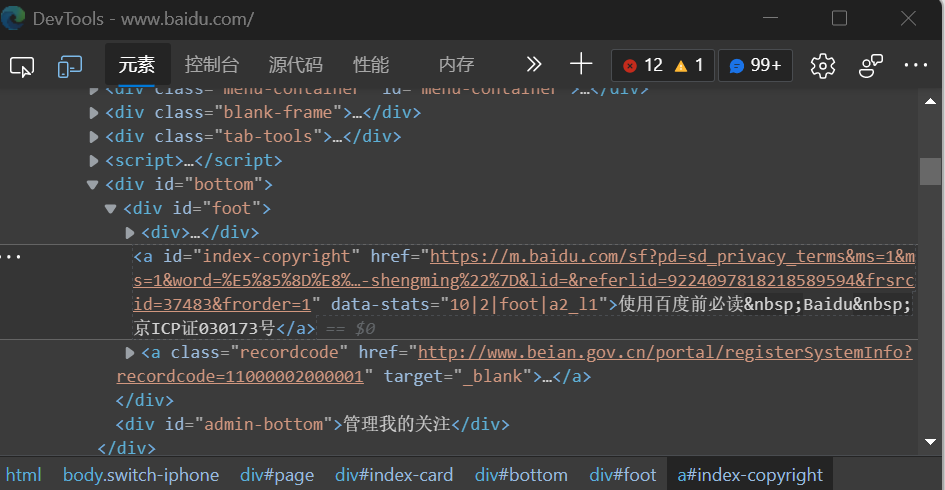 DevTools - www.baidu.com/
元素 控制台 源代码 性能 内存 12 1 99+
<div class="menu-container" id="menu-container">…</div>
<div class="blank-frame">…</div>
<div class="tab-tools">…</div>
<script>…</script>
<div id="bottom">
<div id="foot">
<div>…</div>
<a id="index-copyright" href="https://m.baidu.com/sf?pd=sd_privacy_terms&ms=1&m
s=1&word=%E5%85%8D%E8%…-shengming%22%7D&lid=&referlid=9224097818218589594&frsrc
id=37483&frorder=1" data-stats="10|2|foot|a2_l1">使用百度前必读&nbsp;Baidu&nbsp;
京ICP证030173号</a> == $0
<a class="recordcode" href="http://www.beian.gov.cn/portal/registerSystemInfo?
recordcode=11000002000001" target="_blank">…</a>
</div>
<div id="admin-bottom">管理我的关注</div>
</div>
html body.switch-iphone div#page div#index-card div#bottom div#foot a#index-copyright